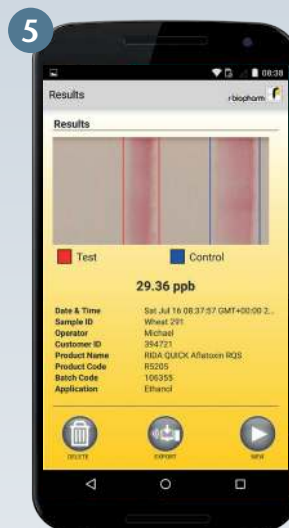 5
08:38
Results
r-biopharm
Results
Test Control
29.36 ppb
Date & Time Sat Jul 16 08:37:57 GMT+00:00 2...
Sample ID Wheat 291
Operator Michael
Customer ID 394721
Product Name RIDA QUICK Aflatoxin RQS
Product Code R5205
Batch Code 106355
Application Ethanol
DELETE EXPORT NEW